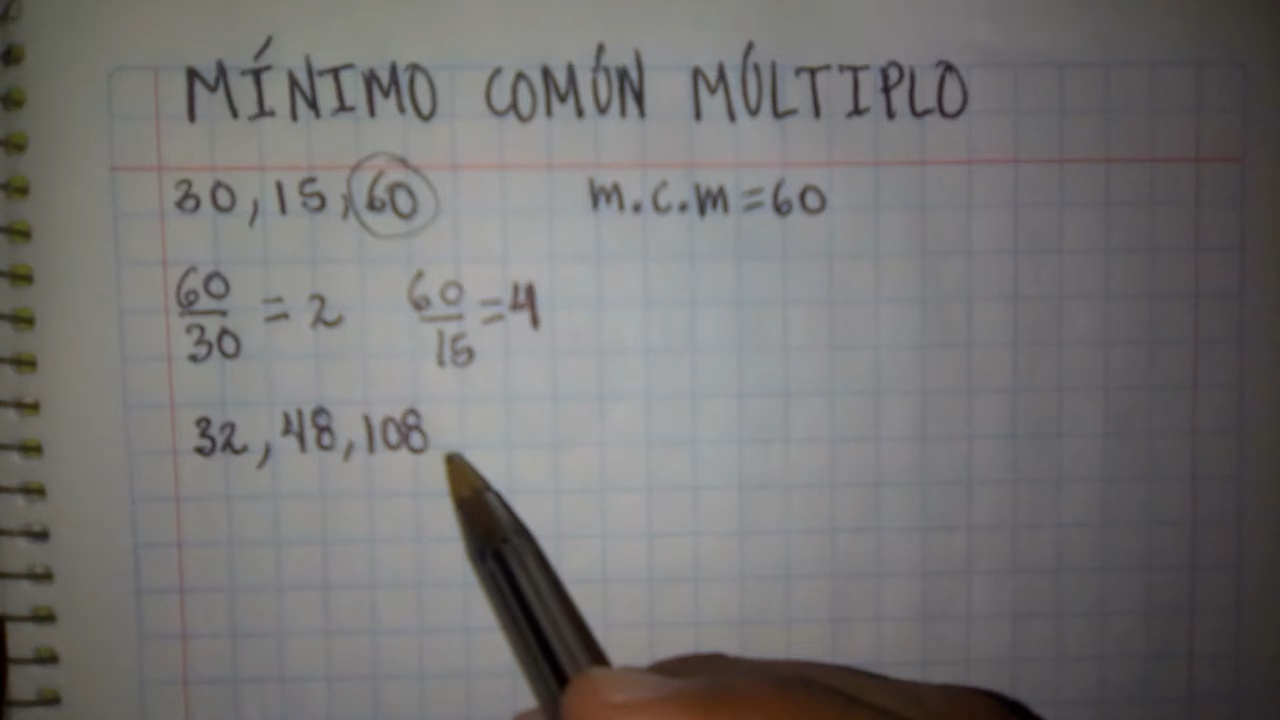 MÍNIMO COMÚN MÚLTIPLO
30, 15, 60 m.c.m = 60
60/30 = 2 60/15 = 4
32, 48, 108